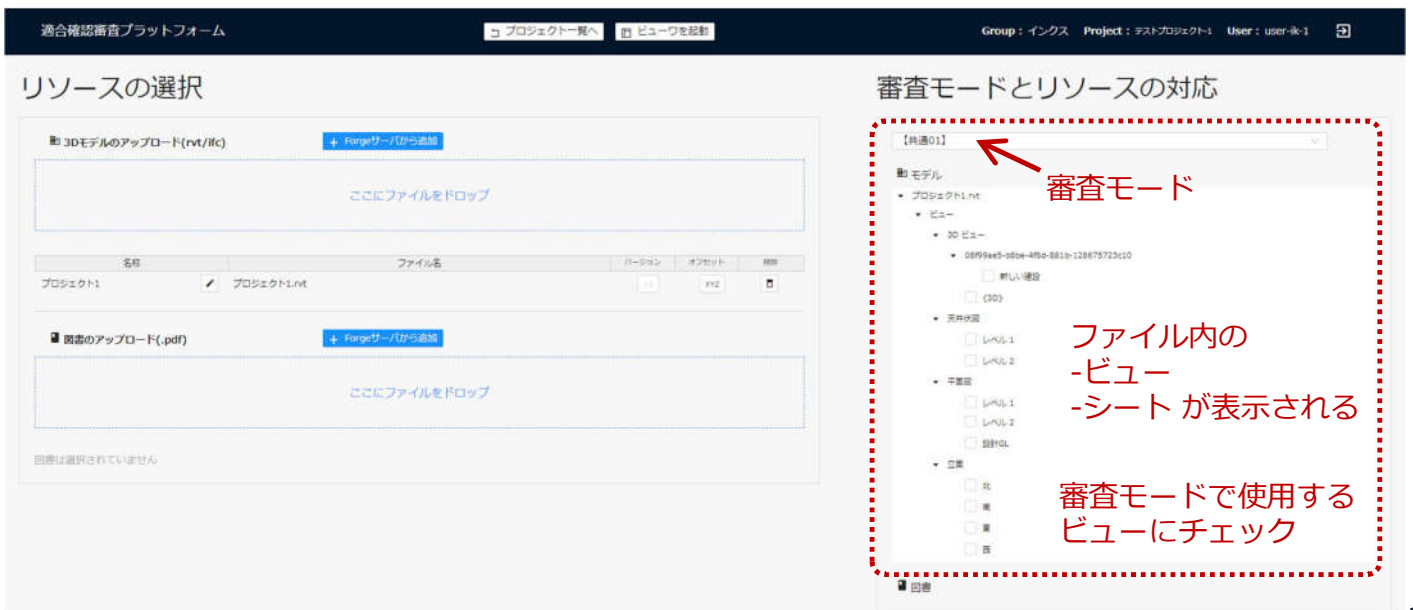 適合確認審査プラットフォーム
プロジェクト一覧へ
ビューワを起動
Group : インクス Project : テストプロジェクト-1 User : user-ik-1
リソースの選択
3Dモデルのアップロード(rvt/ifc)
+ Forgeサーバから追加
ここにファイルをドロップ
名称 ファイル名 バージョン オフセット 削除
プロジェクト1 プロジェクト1.rvt XYZ
図書のアップロード(.pdf)
+ Forgeサーバから追加
ここにファイルをドロップ
図書は選択されていません
審査モードとリソースの対応
【共通01】
審査モード
モデル
プロジェクト1.rvt
ビュー
3D ビュー
新しい建設
{3D}
天井伏図
レベル 1
レベル 2
平面図
レベル 1
レベル 2
設計GL
立面
北
南
東
西
ファイル内の
-ビュー
-シート が表示される
審査モードで使用する
ビューにチェック
図書